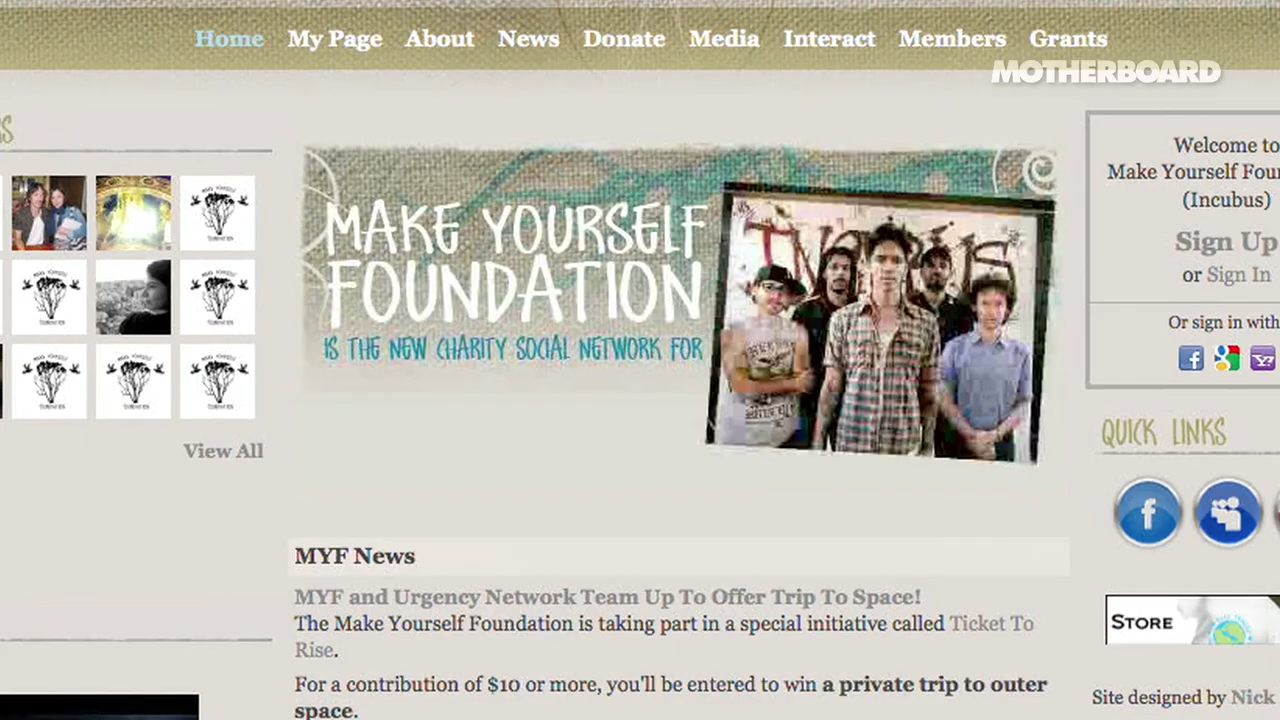 Home My Page About News Donate Media Interact Members Grants
MOTHERBOARD
MAKE YOURSELF
FOUNDATION
IS THE NEW CHARITY SOCIAL NETWORK FOR
INCUBUS
View All
Welcome to
Make Yourself Foun
(Incubus)
Sign Up
or Sign In
Or sign in with
QUICK LINKS
STORE
MYF News
MYF and Urgency Network Team Up To Offer Trip To Space!
The Make Yourself Foundation is taking part in a special initiative called Ticket To
Rise.
For a contribution of $10 or more, you'll be entered to win a private trip to outer
space.
Site designed by Nick